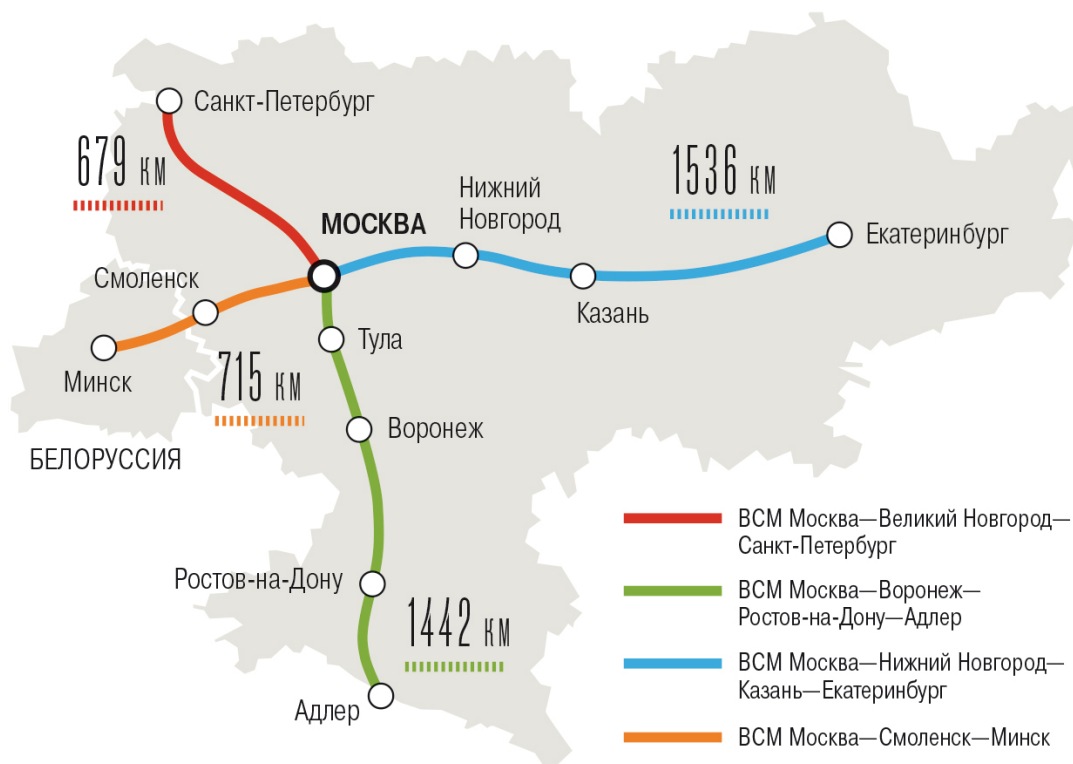 Санкт-Петербург
679 км
1536 км
Нижний
Новгород
МОСКВА
Екатеринбург
Смоленск
Казань
Тула
Минск
715 км
Воронеж
БЕЛОРУССИЯ
Ростов-на-Дону
1442 км
Адлер
ВСМ Москва—Великий Новгород—
Санкт-Петербург
ВСМ Москва—Воронеж—
Ростов-на-Дону—Адлер
ВСМ Москва—Нижний Новгород—
Казань—Екатеринбург
ВСМ Москва—Смоленск—Минск